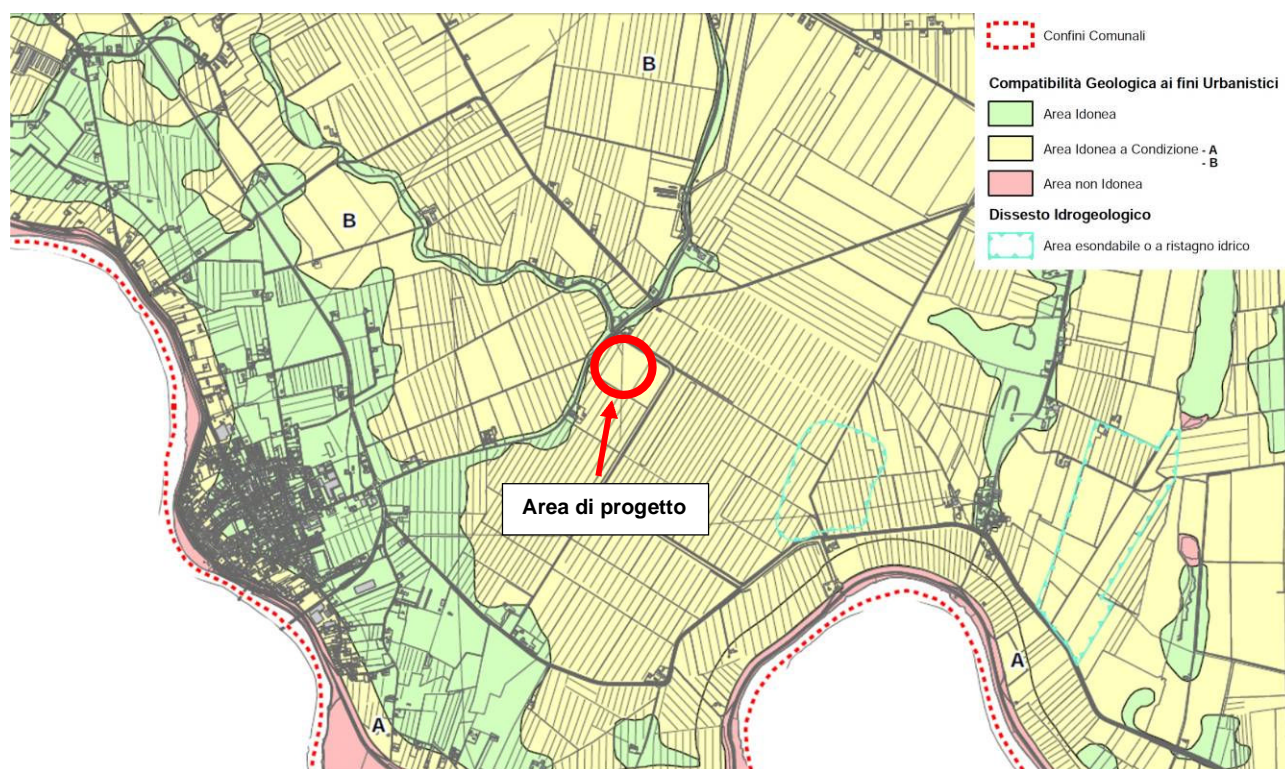 Confini Comunali
Compatibilità Geologica ai fini Urbanistici
Area Idonea
Area Idonea a Condizione - A
- B
Area non Idonea
Dissesto Idrogeologico
Area esondabile o a ristagno idrico
B
B
Area di progetto
A
A